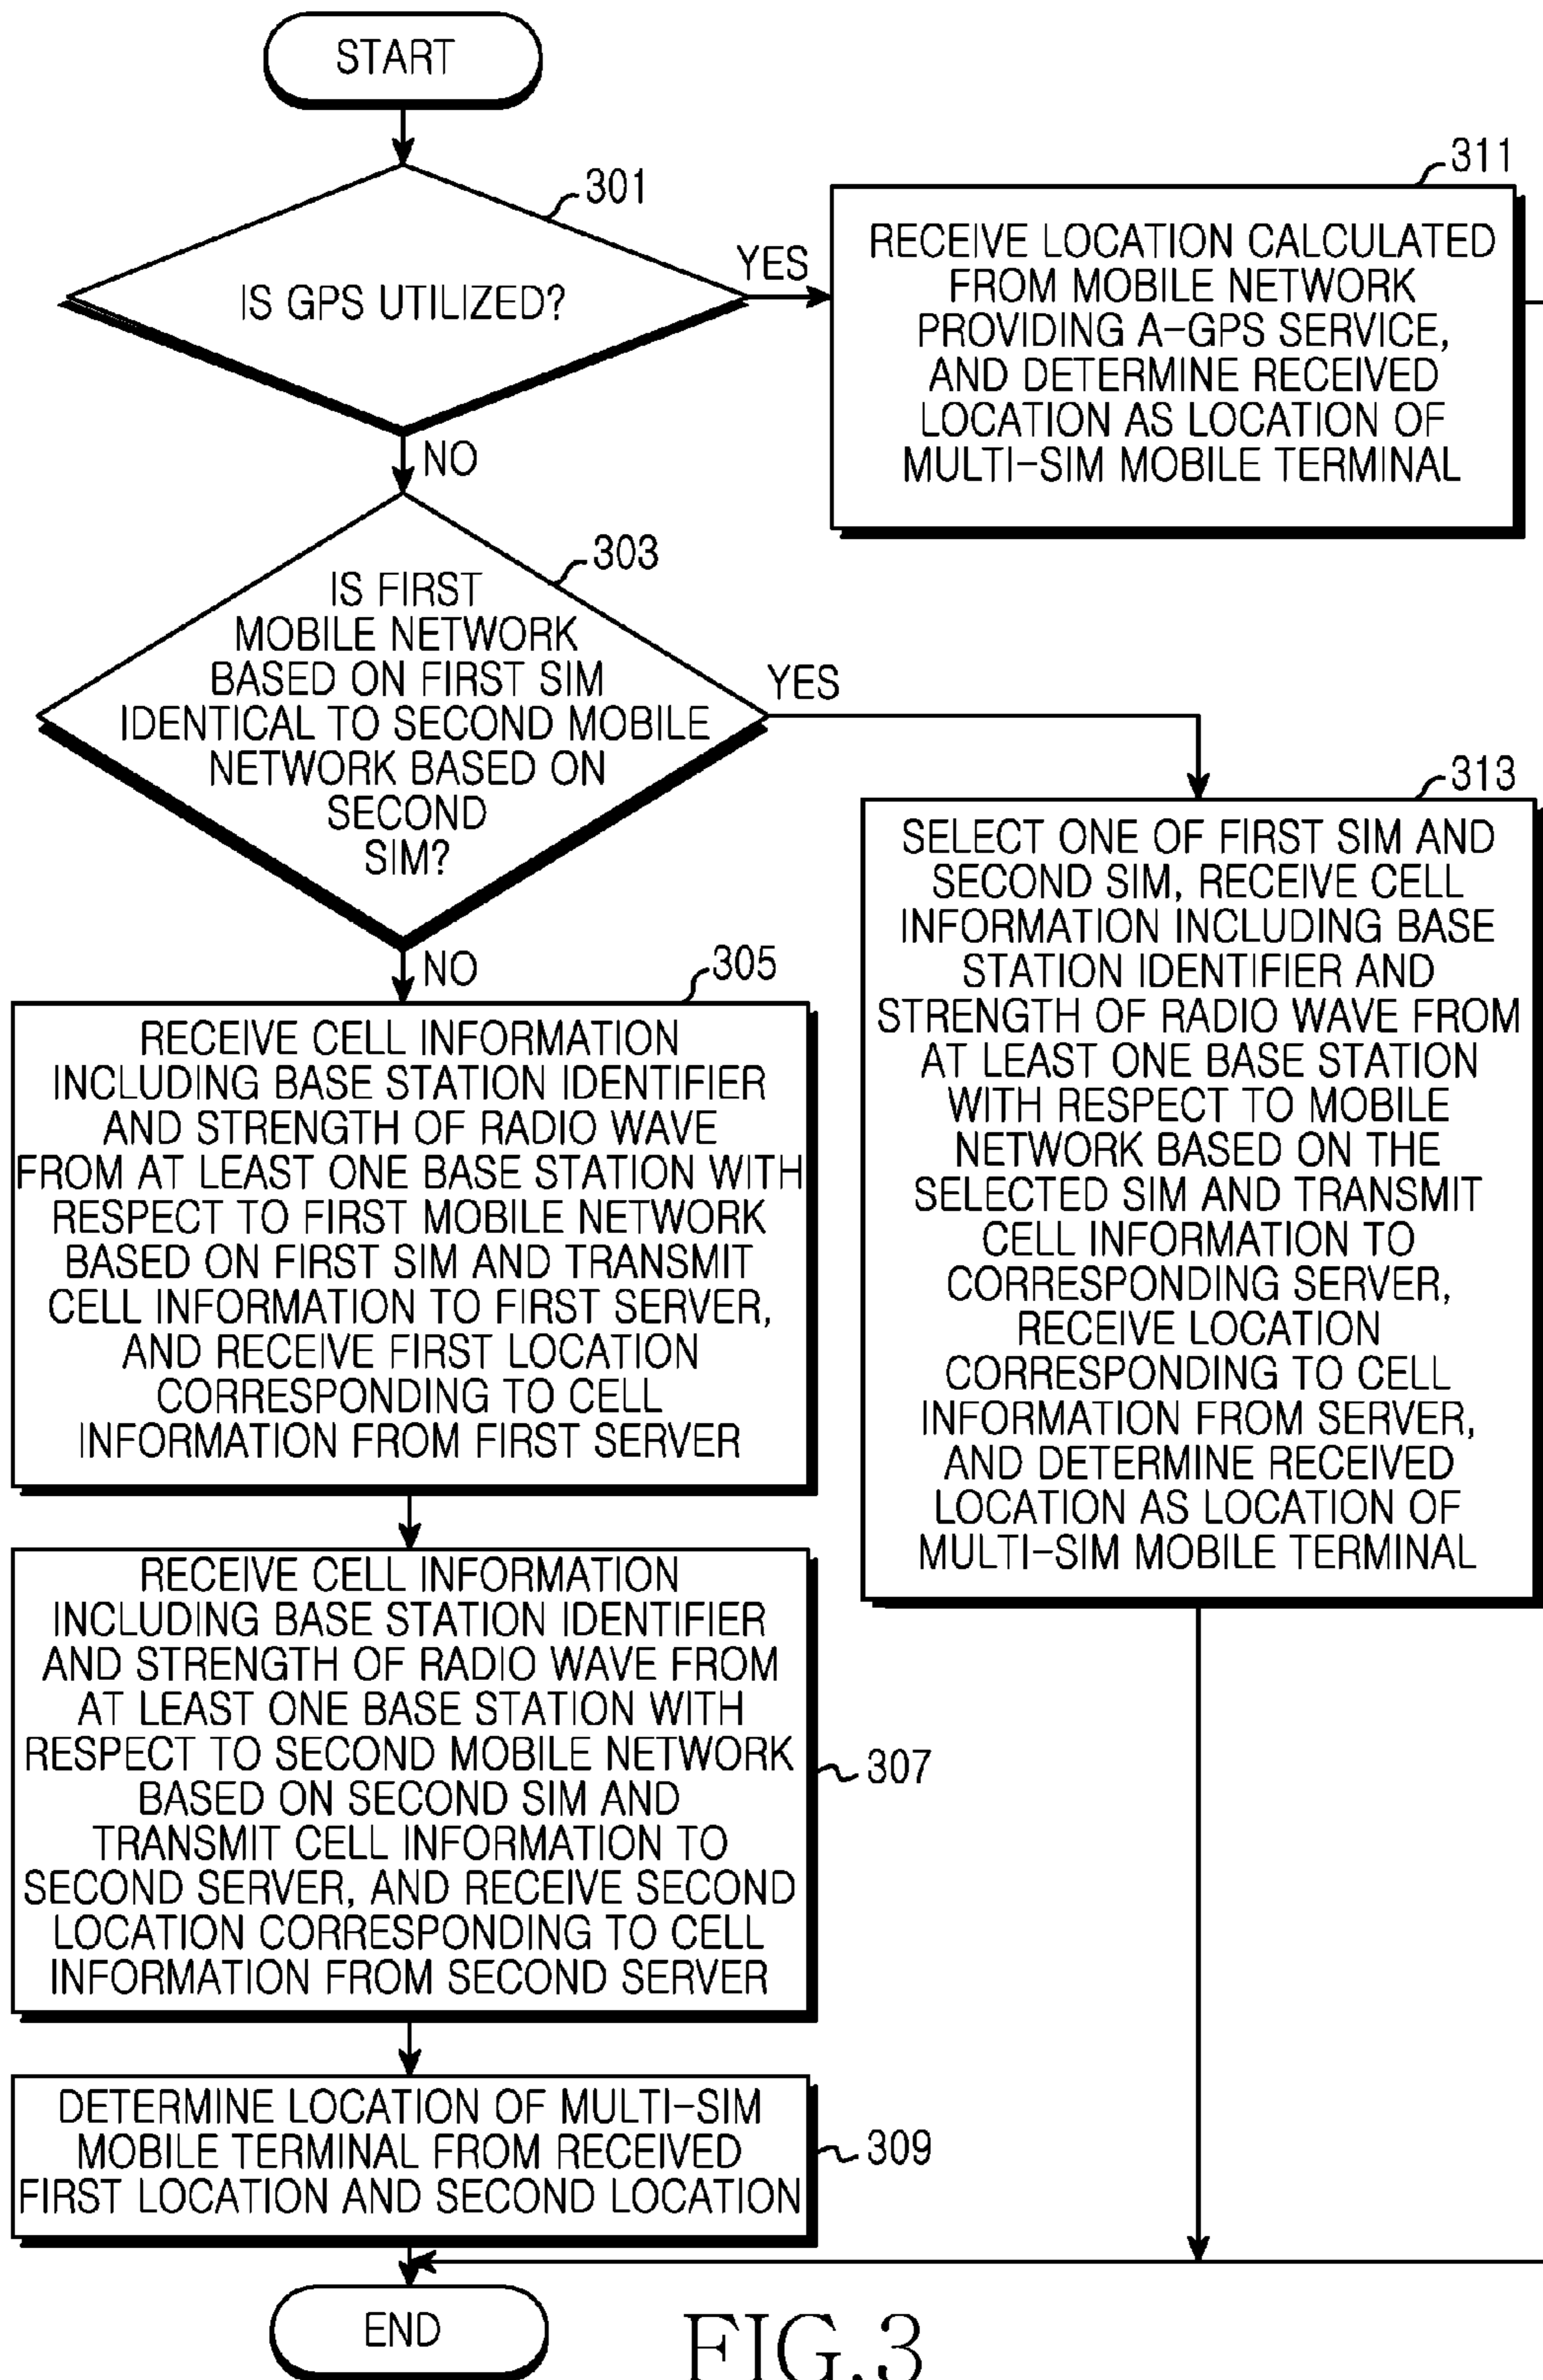 START
301
IS GPS UTILIZED?
YES
NO
311
RECEIVE LOCATION CALCULATED
FROM MOBILE NETWORK
PROVIDING A-GPS SERVICE,
AND DETERMINE RECEIVED
LOCATION AS LOCATION OF
MULTI-SIM MOBILE TERMINAL
303
IS FIRST
MOBILE NETWORK
BASED ON FIRST SIM
IDENTICAL TO SECOND MOBILE
NETWORK BASED ON
SECOND
SIM?
YES
NO
313
SELECT ONE OF FIRST SIM AND
SECOND SIM, RECEIVE CELL
INFORMATION INCLUDING BASE
STATION IDENTIFIER AND
STRENGTH OF RADIO WAVE FROM
AT LEAST ONE BASE STATION
WITH RESPECT TO MOBILE
NETWORK BASED ON THE
SELECTED SIM AND TRANSMIT
CELL INFORMATION TO
CORRESPONDING SERVER,
RECEIVE LOCATION
CORRESPONDING TO CELL
INFORMATION FROM SERVER,
AND DETERMINE RECEIVED
LOCATION AS LOCATION OF
MULTI-SIM MOBILE TERMINAL
305
RECEIVE CELL INFORMATION
INCLUDING BASE STATION IDENTIFIER
AND STRENGTH OF RADIO WAVE
FROM AT LEAST ONE BASE STATION WITH
RESPECT TO FIRST MOBILE NETWORK
BASED ON FIRST SIM AND TRANSMIT
CELL INFORMATION TO FIRST SERVER,
AND RECEIVE FIRST LOCATION
CORRESPONDING TO CELL
INFORMATION FROM FIRST SERVER
RECEIVE CELL INFORMATION
INCLUDING BASE STATION IDENTIFIER
AND STRENGTH OF RADIO WAVE FROM
AT LEAST ONE BASE STATION WITH
RESPECT TO SECOND MOBILE NETWORK
BASED ON SECOND SIM AND
TRANSMIT CELL INFORMATION TO
SECOND SERVER, AND RECEIVE SECOND
LOCATION CORRESPONDING TO CELL
INFORMATION FROM SECOND SERVER
307
DETERMINE LOCATION OF MULTI-SIM
MOBILE TERMINAL FROM RECEIVED
FIRST LOCATION AND SECOND LOCATION
309
END
FIG.3